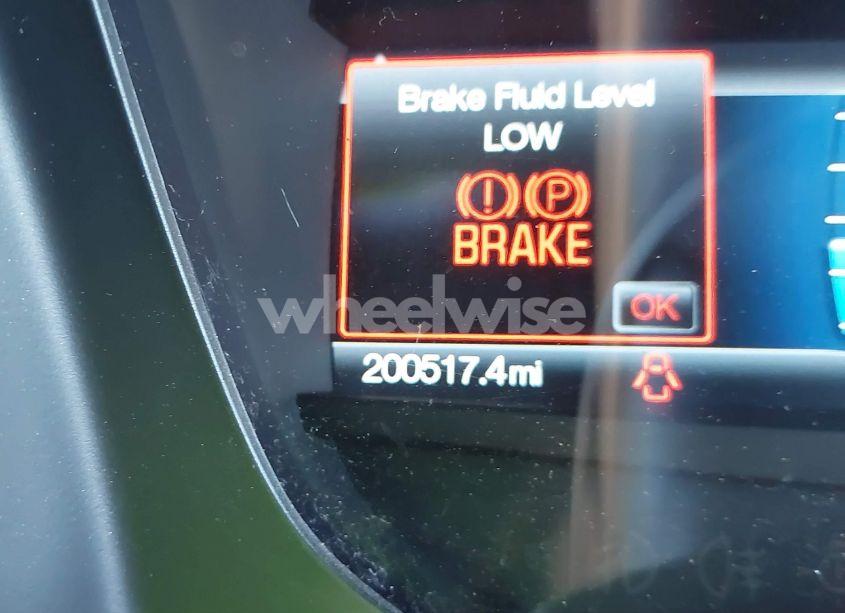 Brake Fluid Level
LOW
(!) (P)
BRAKE
wheelwise
OK
200517.4mi